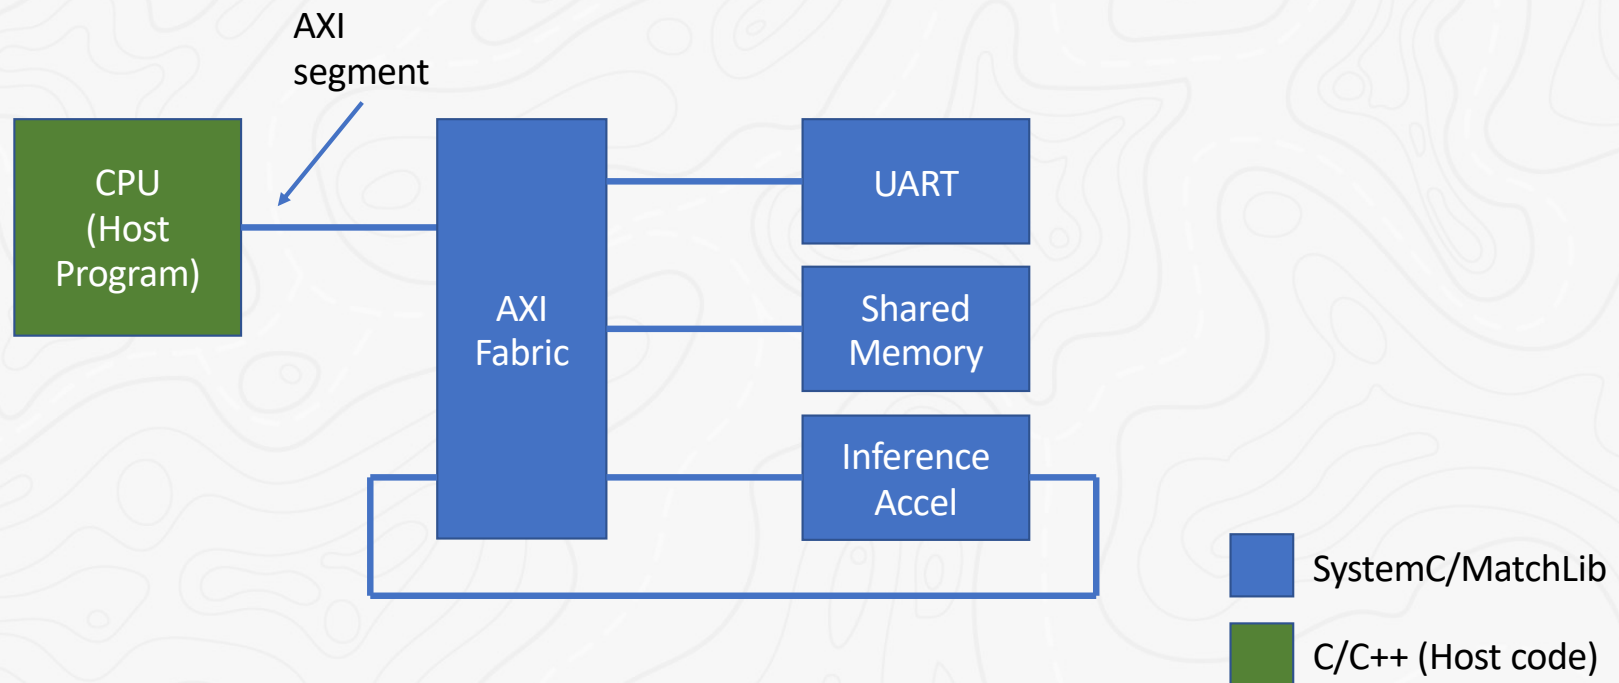 AXI
segment
CPU
(Host
Program)
AXI
Fabric
UART
Shared
Memory
Inference
Accel
SystemC/MatchLib
C/C++ (Host code)